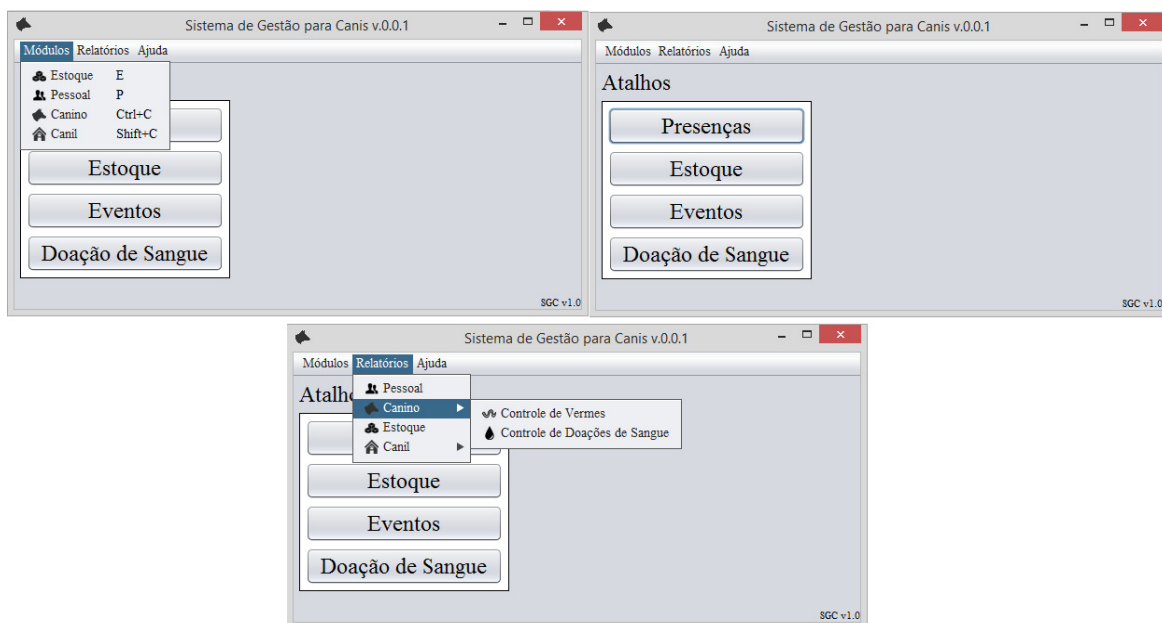 Sistema de Gestão para Canis v.0.0.1
Módulos Relatórios Ajuda
Estoque E
Pessoal P
Canino Ctrl+C
Canil Shift+C
Estoque
Eventos
Doação de Sangue
SGC v1.0
Sistema de Gestão para Canis v.0.0.1
Módulos Relatórios Ajuda
Atalhos
Presenças
Estoque
Eventos
Doação de Sangue
SGC v1.0
Sistema de Gestão para Canis v.0.0.1
Módulos Relatórios Ajuda
Atalho
Pessoal
Canino
Controle de Vermes
Controle de Doações de Sangue
Estoque
Canil
Estoque
Eventos
Doação de Sangue
SGC v1.0